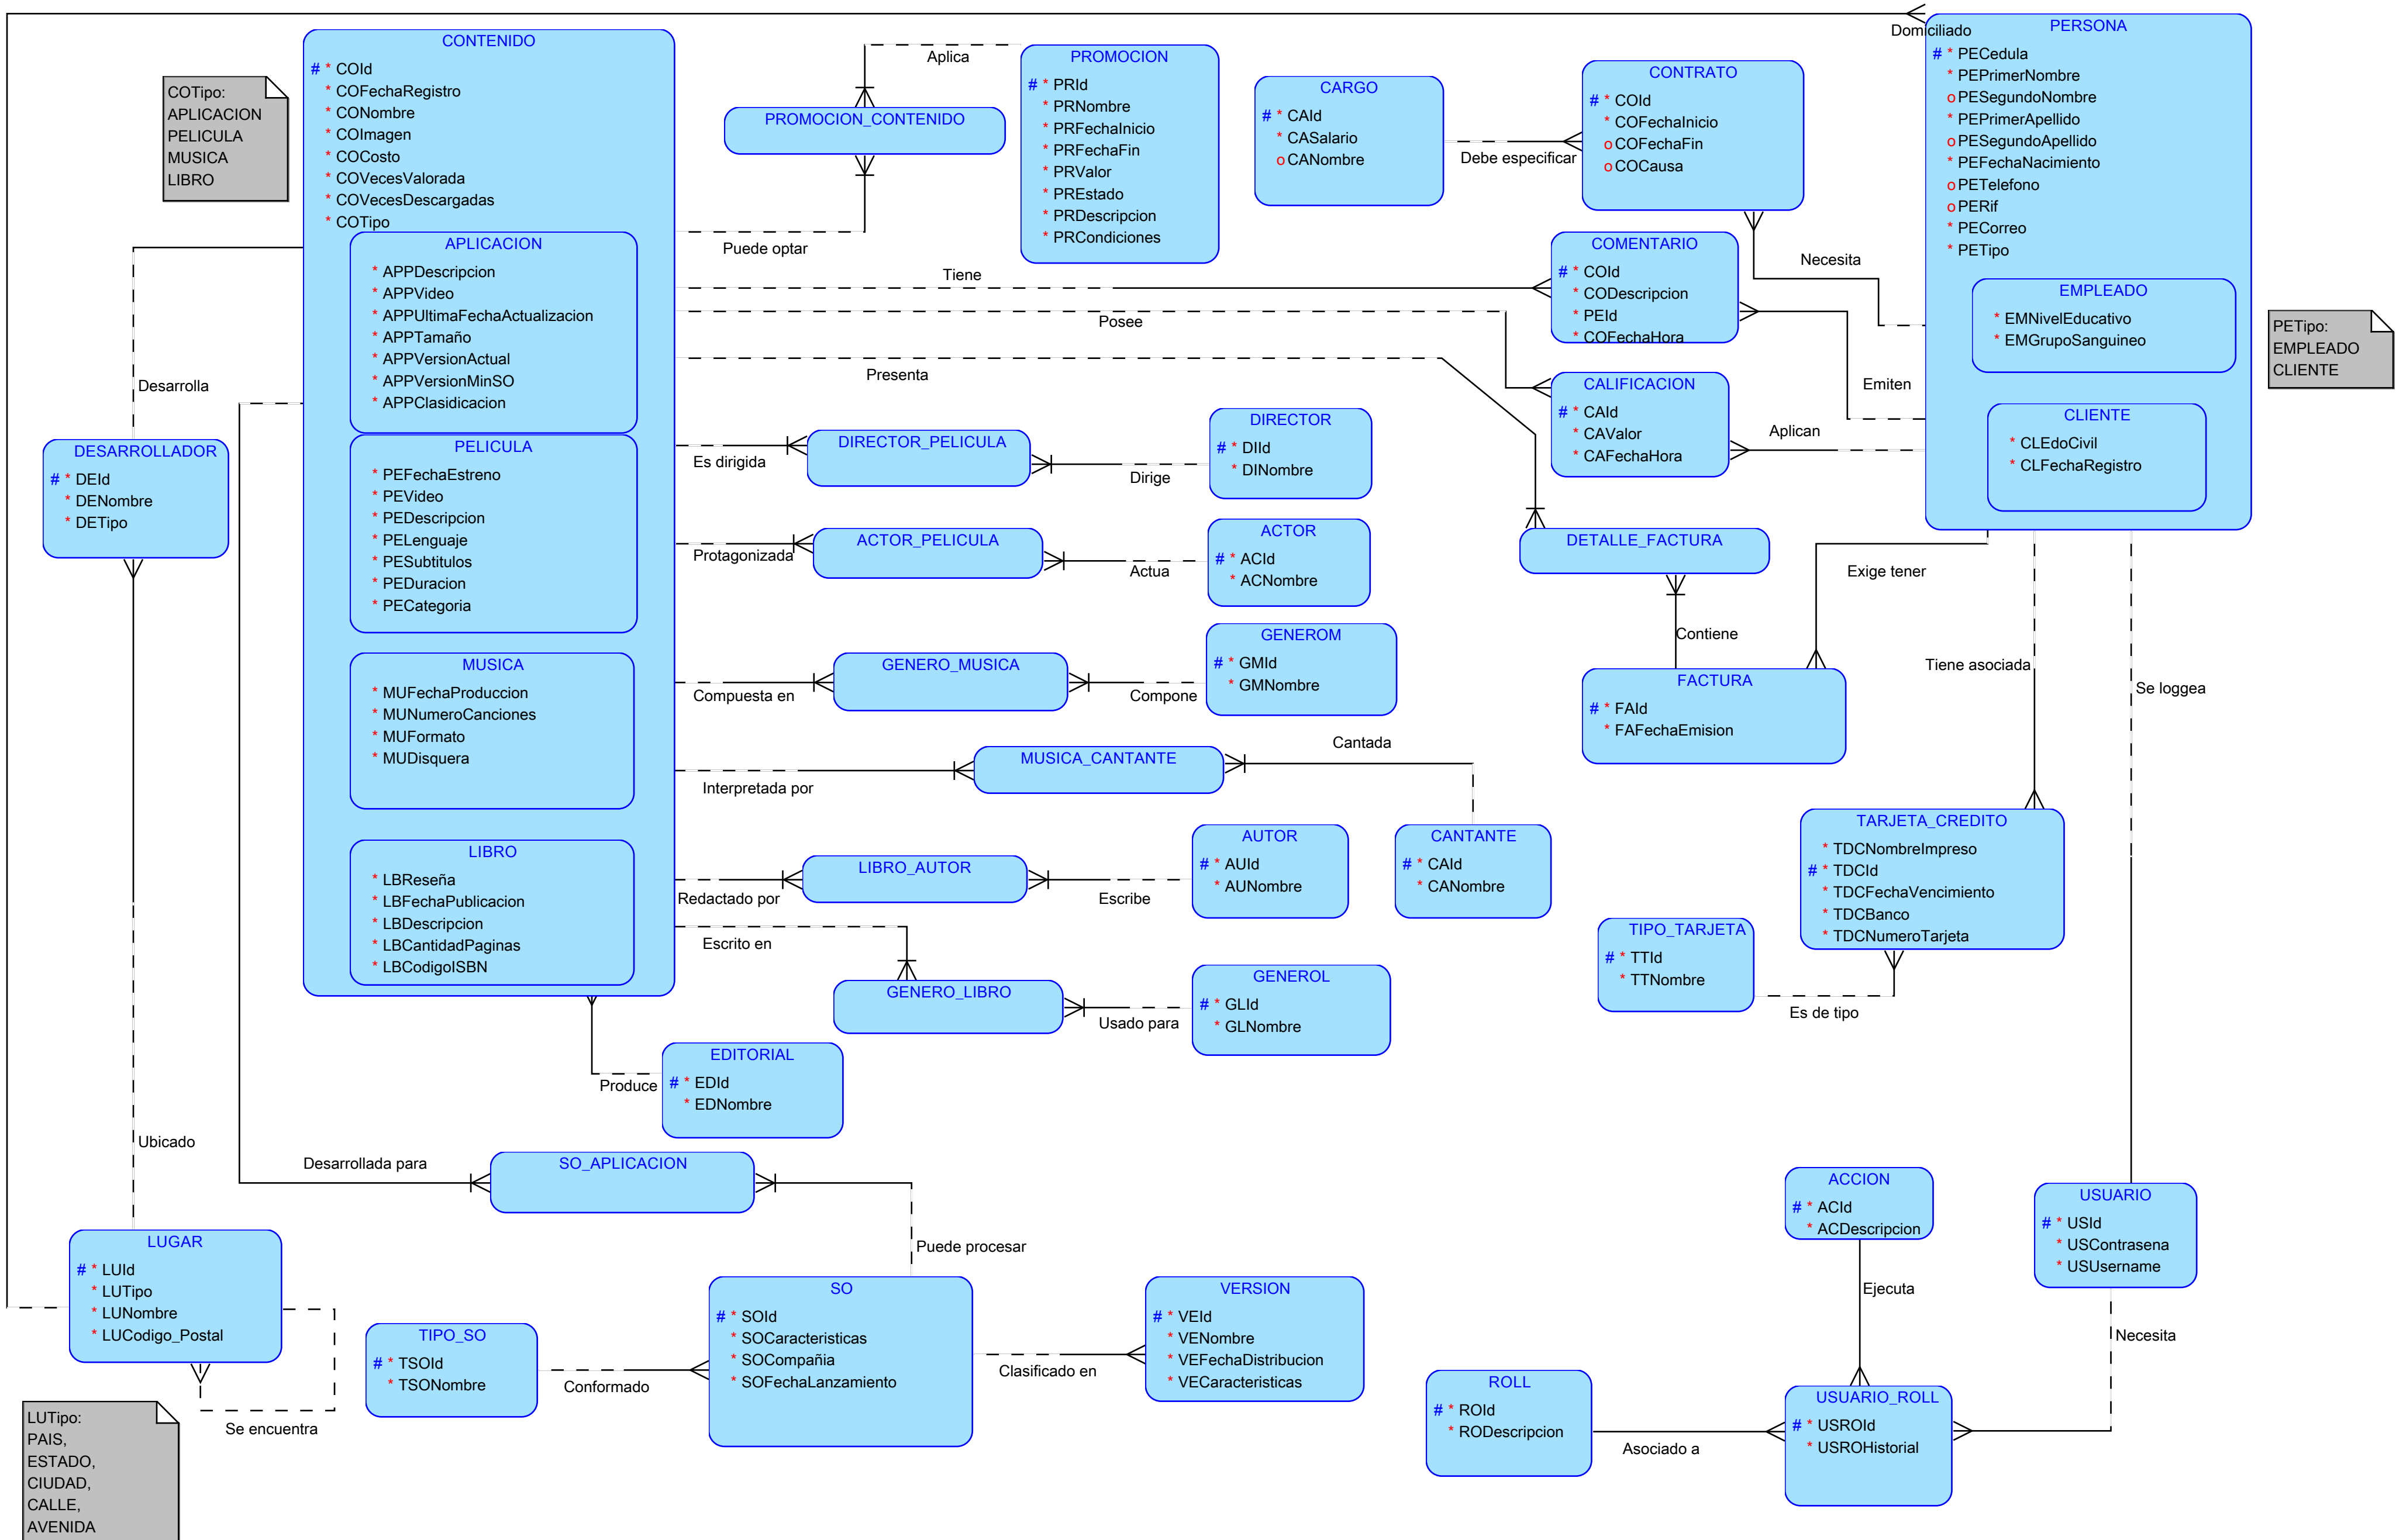 CONTENIDO
# * COId
* COFechaRegistro
* CONombre
* COImagen
* COCosto
* COVecesValorada
* COVecesDescargadas
* COTipo
APLICACION
* APPDescripcion
* APPVideo
* APPUltimaFechaActualizacion
* APPTamaño
* APPVersionActual
* APPVersionMinSO
* APPClasidicacion
PELICULA
* PEFechaEstreno
* PEVideo
* PEDescripcion
* PELenguaje
* PESubtitulos
* PEDuracion
* PECategoria
MUSICA
* MUFechaProduccion
* MUNumeroCanciones
* MUFormato
* MUDisquera
LIBRO
* LBReseña
* LBFechaPublicacion
* LBDescripcion
* LBCantidadPaginas
* LBCodigoISBN
COTipo:
APLICACION
PELICULA
MUSICA
LIBRO
Aplica
PROMOCION_CONTENIDO
Puede optar
PROMOCION
# * PRId
* PRNombre
* PRFechaInicio
* PRFechaFin
* PRValor
* PREstado
* PRDescripcion
* PRCondiciones
CARGO
# * CAId
* CASalario
o CANombre
Debe especificar
CONTRATO
# * COId
* COFechaInicio
o COFechaFin
o COCausa
Domiciliado
PERSONA
# * PECedula
* PEPrimerNombre
o PESegundoNombre
* PEPrimerApellido
o PESegundoApellido
* PEFechaNacimiento
o PETelefono
o PERif
* PECorreo
* PETipo
EMPLEADO
* EMNivelEducativo
* EMGrupoSanguineo
CLIENTE
* CLEdoCivil
* CLFechaRegistro
PETipo:
EMPLEADO
CLIENTE
Necesita
Tiene
COMENTARIO
# * COId
* CODescripcion
* PEId
* COFechaHora
Posee
Emiten
Presenta
CALIFICACION
# * CAId
* CAValor
* CAFechaHora
Aplican
Desarrolla
DESARROLLADOR
# * DEId
* DENombre
* DETipo
Es dirigida
DIRECTOR_PELICULA
Dirige
DIRECTOR
# * DIId
* DINombre
Protagonizada
ACTOR_PELICULA
Actua
ACTOR
# * ACId
* ACNombre
DETALLE_FACTURA
Exige tener
Contiene
FACTURA
# * FAId
* FAFechaEmision
Compuesta en
GENERO_MUSICA
Compone
GENEROM
# * GMId
* GMNombre
Tiene asociada
Se loggea
Interpretada por
MUSICA_CANTANTE
Cantada
CANTANTE
# * CAId
* CANombre
Redactado por
LIBRO_AUTOR
Escribe
AUTOR
# * AUId
* AUNombre
TARJETA_CREDITO
* TDCNombreImpreso
# * TDCId
* TDCFechaVencimiento
* TDCBanco
* TDCNumeroTarjeta
TIPO_TARJETA
# * TTId
* TTNombre
Es de tipo
Escrito en
GENERO_LIBRO
Usado para
GENEROL
# * GLId
* GLNombre
Produce
EDITORIAL
# * EDId
* EDNombre
Ubicado
Desarrollada para
SO_APLICACION
Puede procesar
LUGAR
# * LUId
* LUTipo
* LUNombre
* LUCodigo_Postal
Se encuentra
LUTipo:
PAIS,
ESTADO,
CIUDAD,
CALLE,
AVENIDA
TIPO_SO
# * TSOId
* TSONombre
Conformado
SO
# * SOId
* SOCaracteristicas
* SOCompañia
* SOFechaLanzamiento
Clasificado en
VERSION
# * VEId
* VENombre
* VEFechaDistribucion
* VECaracteristicas
ACCION
# * ACId
* ACDescripcion
Ejecuta
USUARIO
# * USId
* USContrasena
* USUsername
Necesita
ROLL
# * ROId
* RODescripcion
Asociado a
USUARIO_ROLL
# * USROId
* USROHistorial